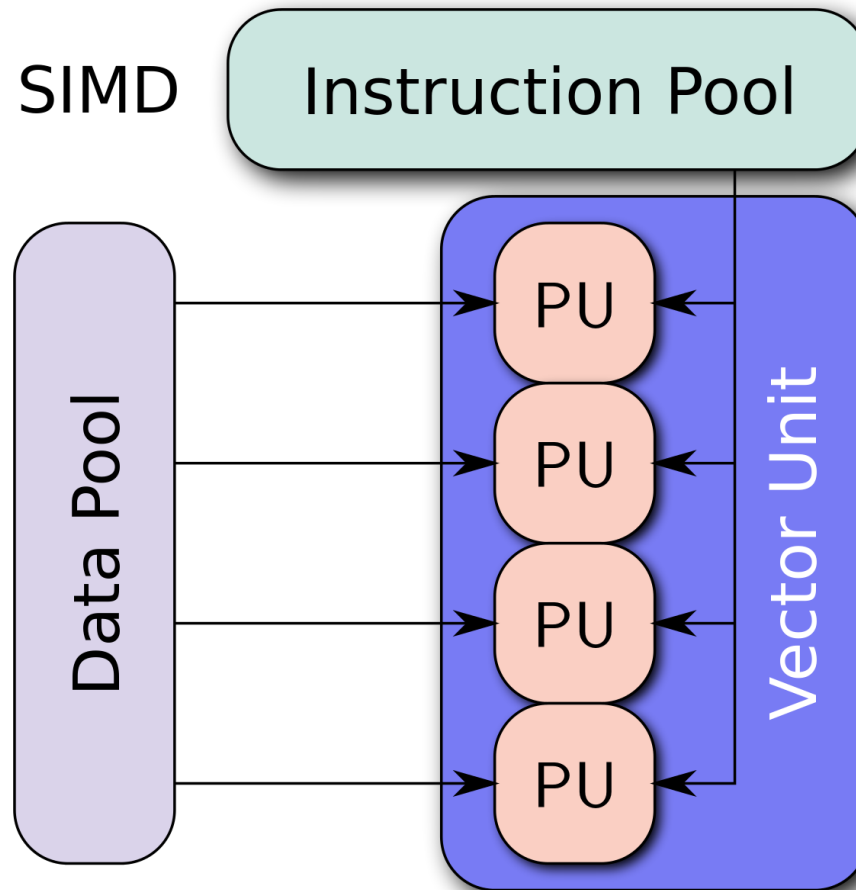 SIMD
Instruction Pool
Data Pool
PU
PU
PU
PU
Vector Unit